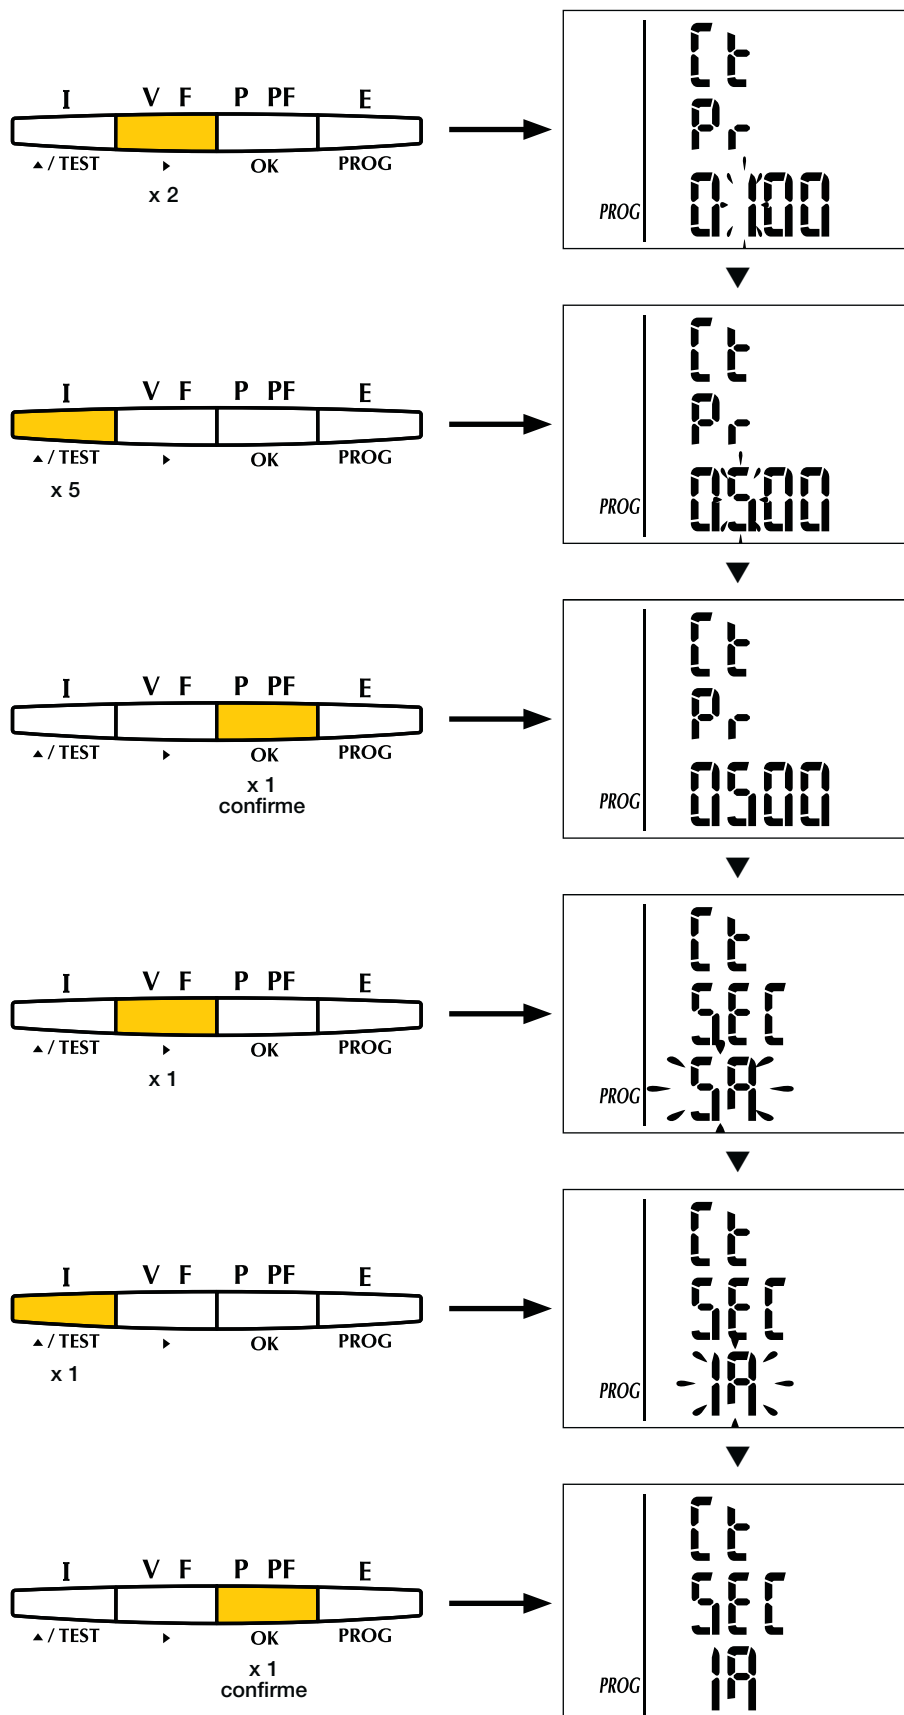 I V F P PF E
▲ / TEST ▶ OK PROG
x 2
Ct
Pr
PROG 0100
I V F P PF E
▲ / TEST ▶ OK PROG
x 5
Ct
Pr
PROG 0500
I V F P PF E
▲ / TEST ▶ OK PROG
x 1
confirme
Ct
Pr
PROG 0500
I V F P PF E
▲ / TEST ▶ OK PROG
x 1
Ct
SEC
PROG 5A
I V F P PF E
▲ / TEST ▶ OK PROG
x 1
Ct
SEC
PROG 1A
I V F P PF E
▲ / TEST ▶ OK PROG
x 1
confirme
Ct
SEC
PROG 1A